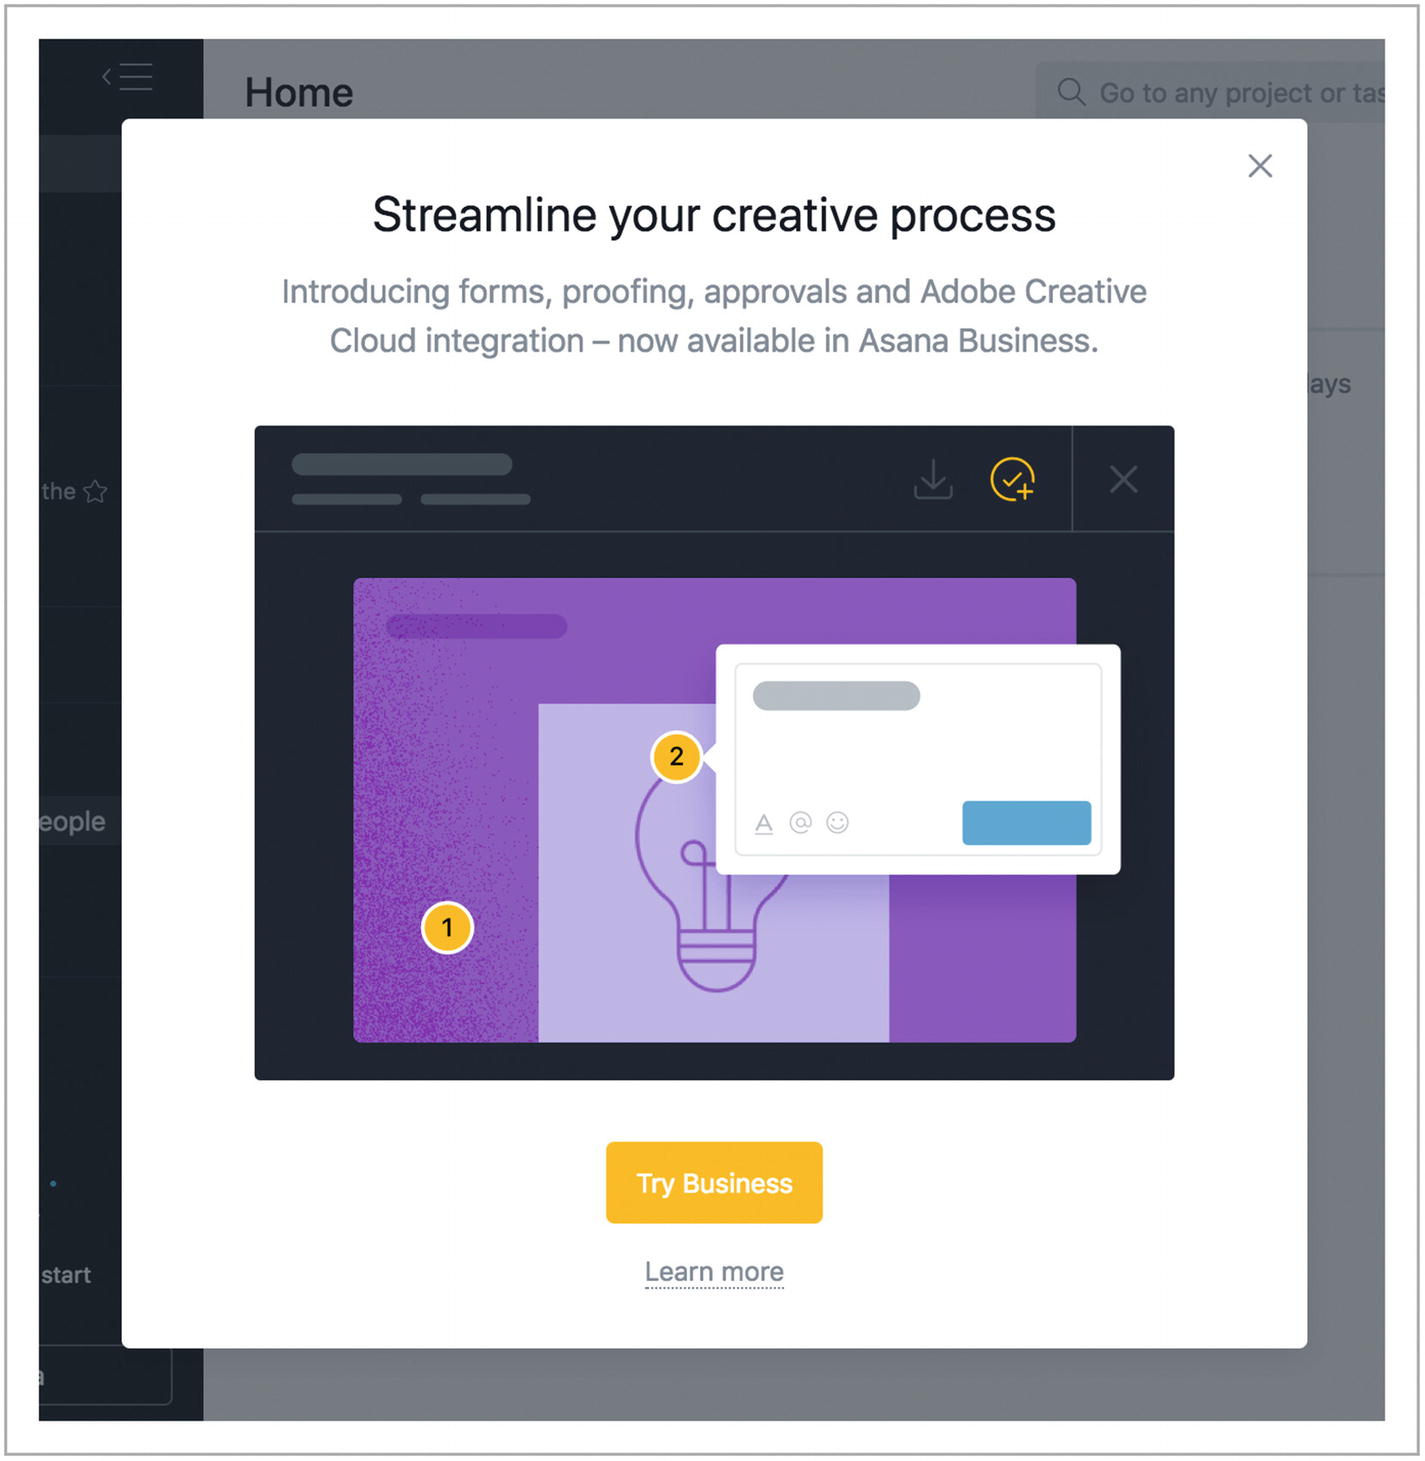 Home
Go to any project or tas
Streamline your creative process
Introducing forms, proofing, approvals and Adobe Creative
Cloud integration – now available in Asana Business.
ays
the
2
A @
eople
1
Try Business
start
Learn more
a